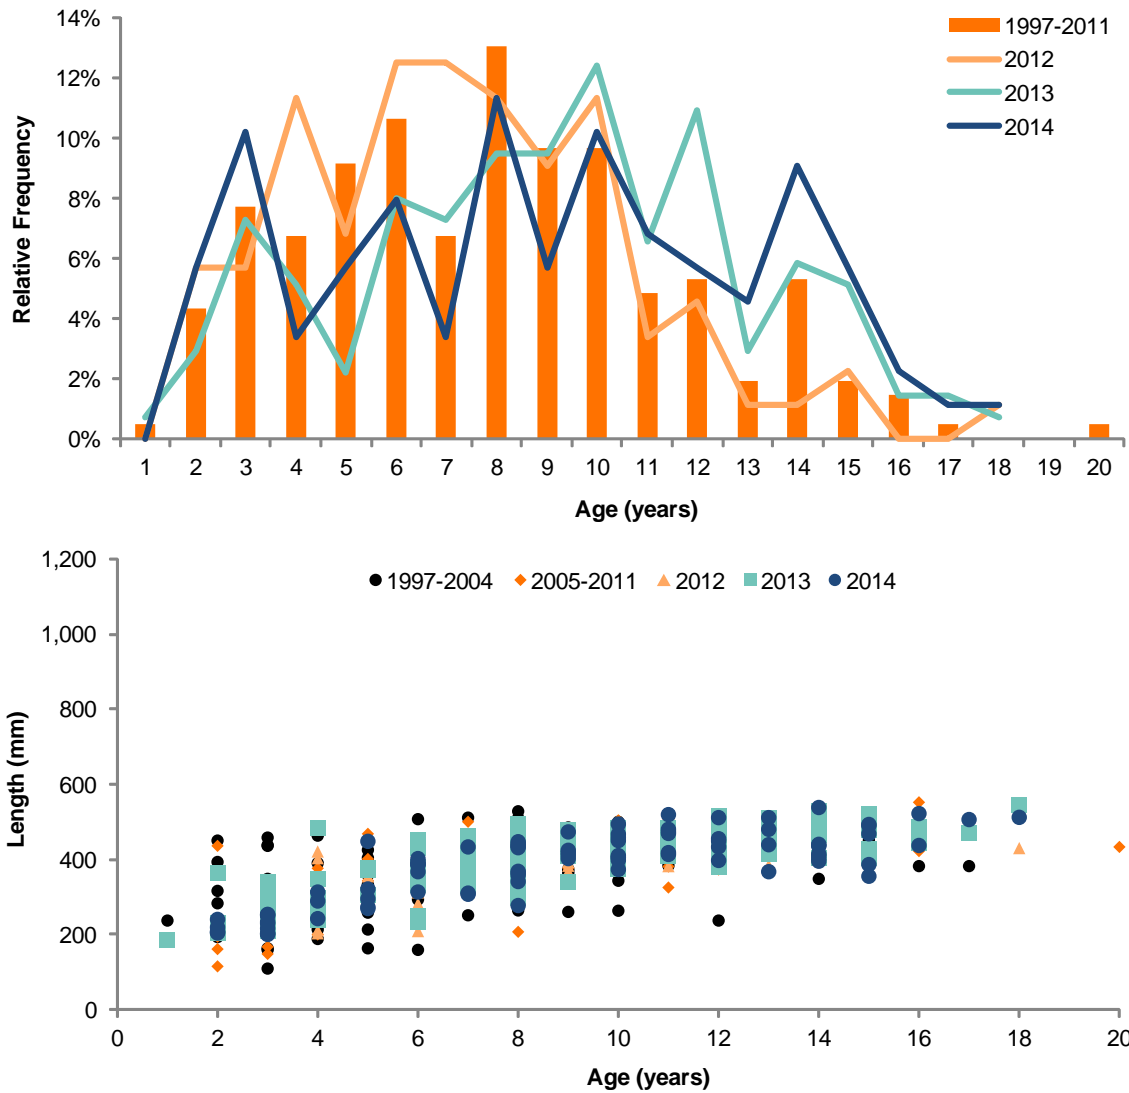 14%
12%
10%
8%
6%
4%
2%
0%
Relative Frequency
1997-2011
2012
2013
2014
1 2 3 4 5 6 7 8 9 10 11 12 13 14 15 16 17 18 19 20
Age (years)
1,200
1,000
800
600
400
200
0
Length (mm)
1997-2004 2005-2011 2012 2013 2014
0 2 4 6 8 10 12 14 16 18 20
Age (years)